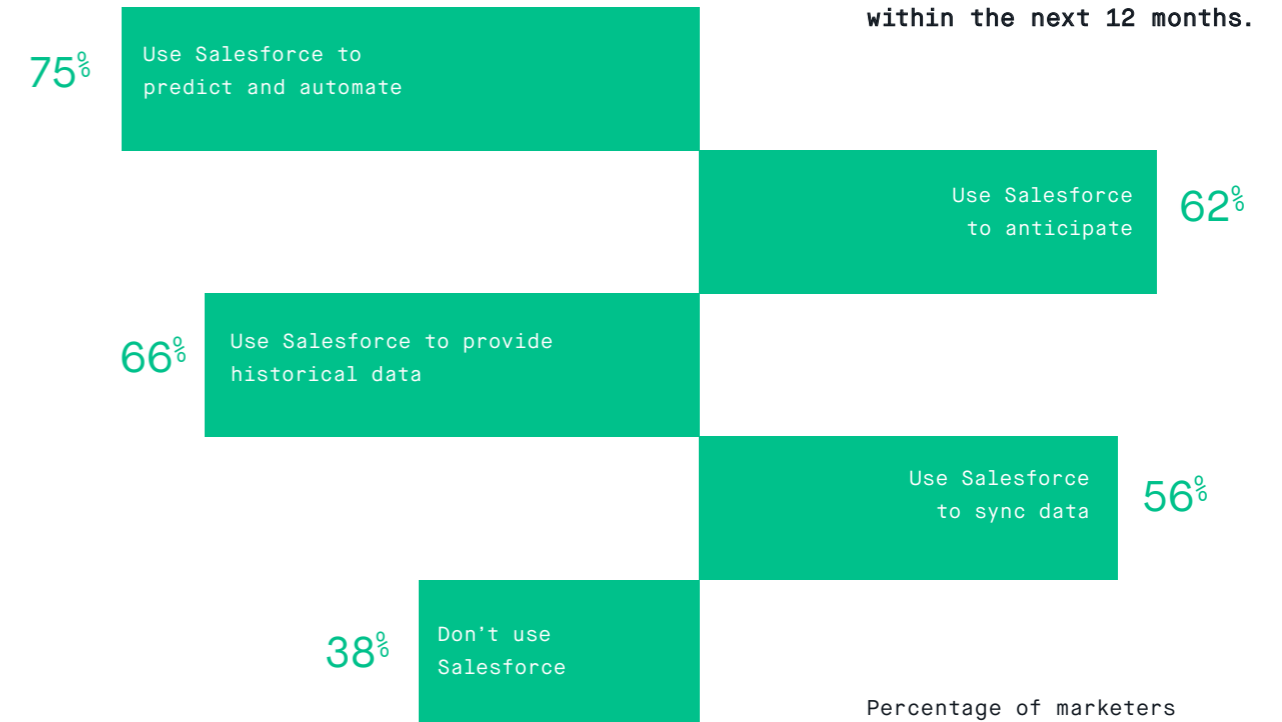 within the next 12 months.
75%
Use Salesforce to
predict and automate
Use Salesforce
to anticipate
62%
66%
Use Salesforce to provide
historical data
Use Salesforce
to sync data
56%
38%
Don’t use
Salesforce
Percentage of marketers